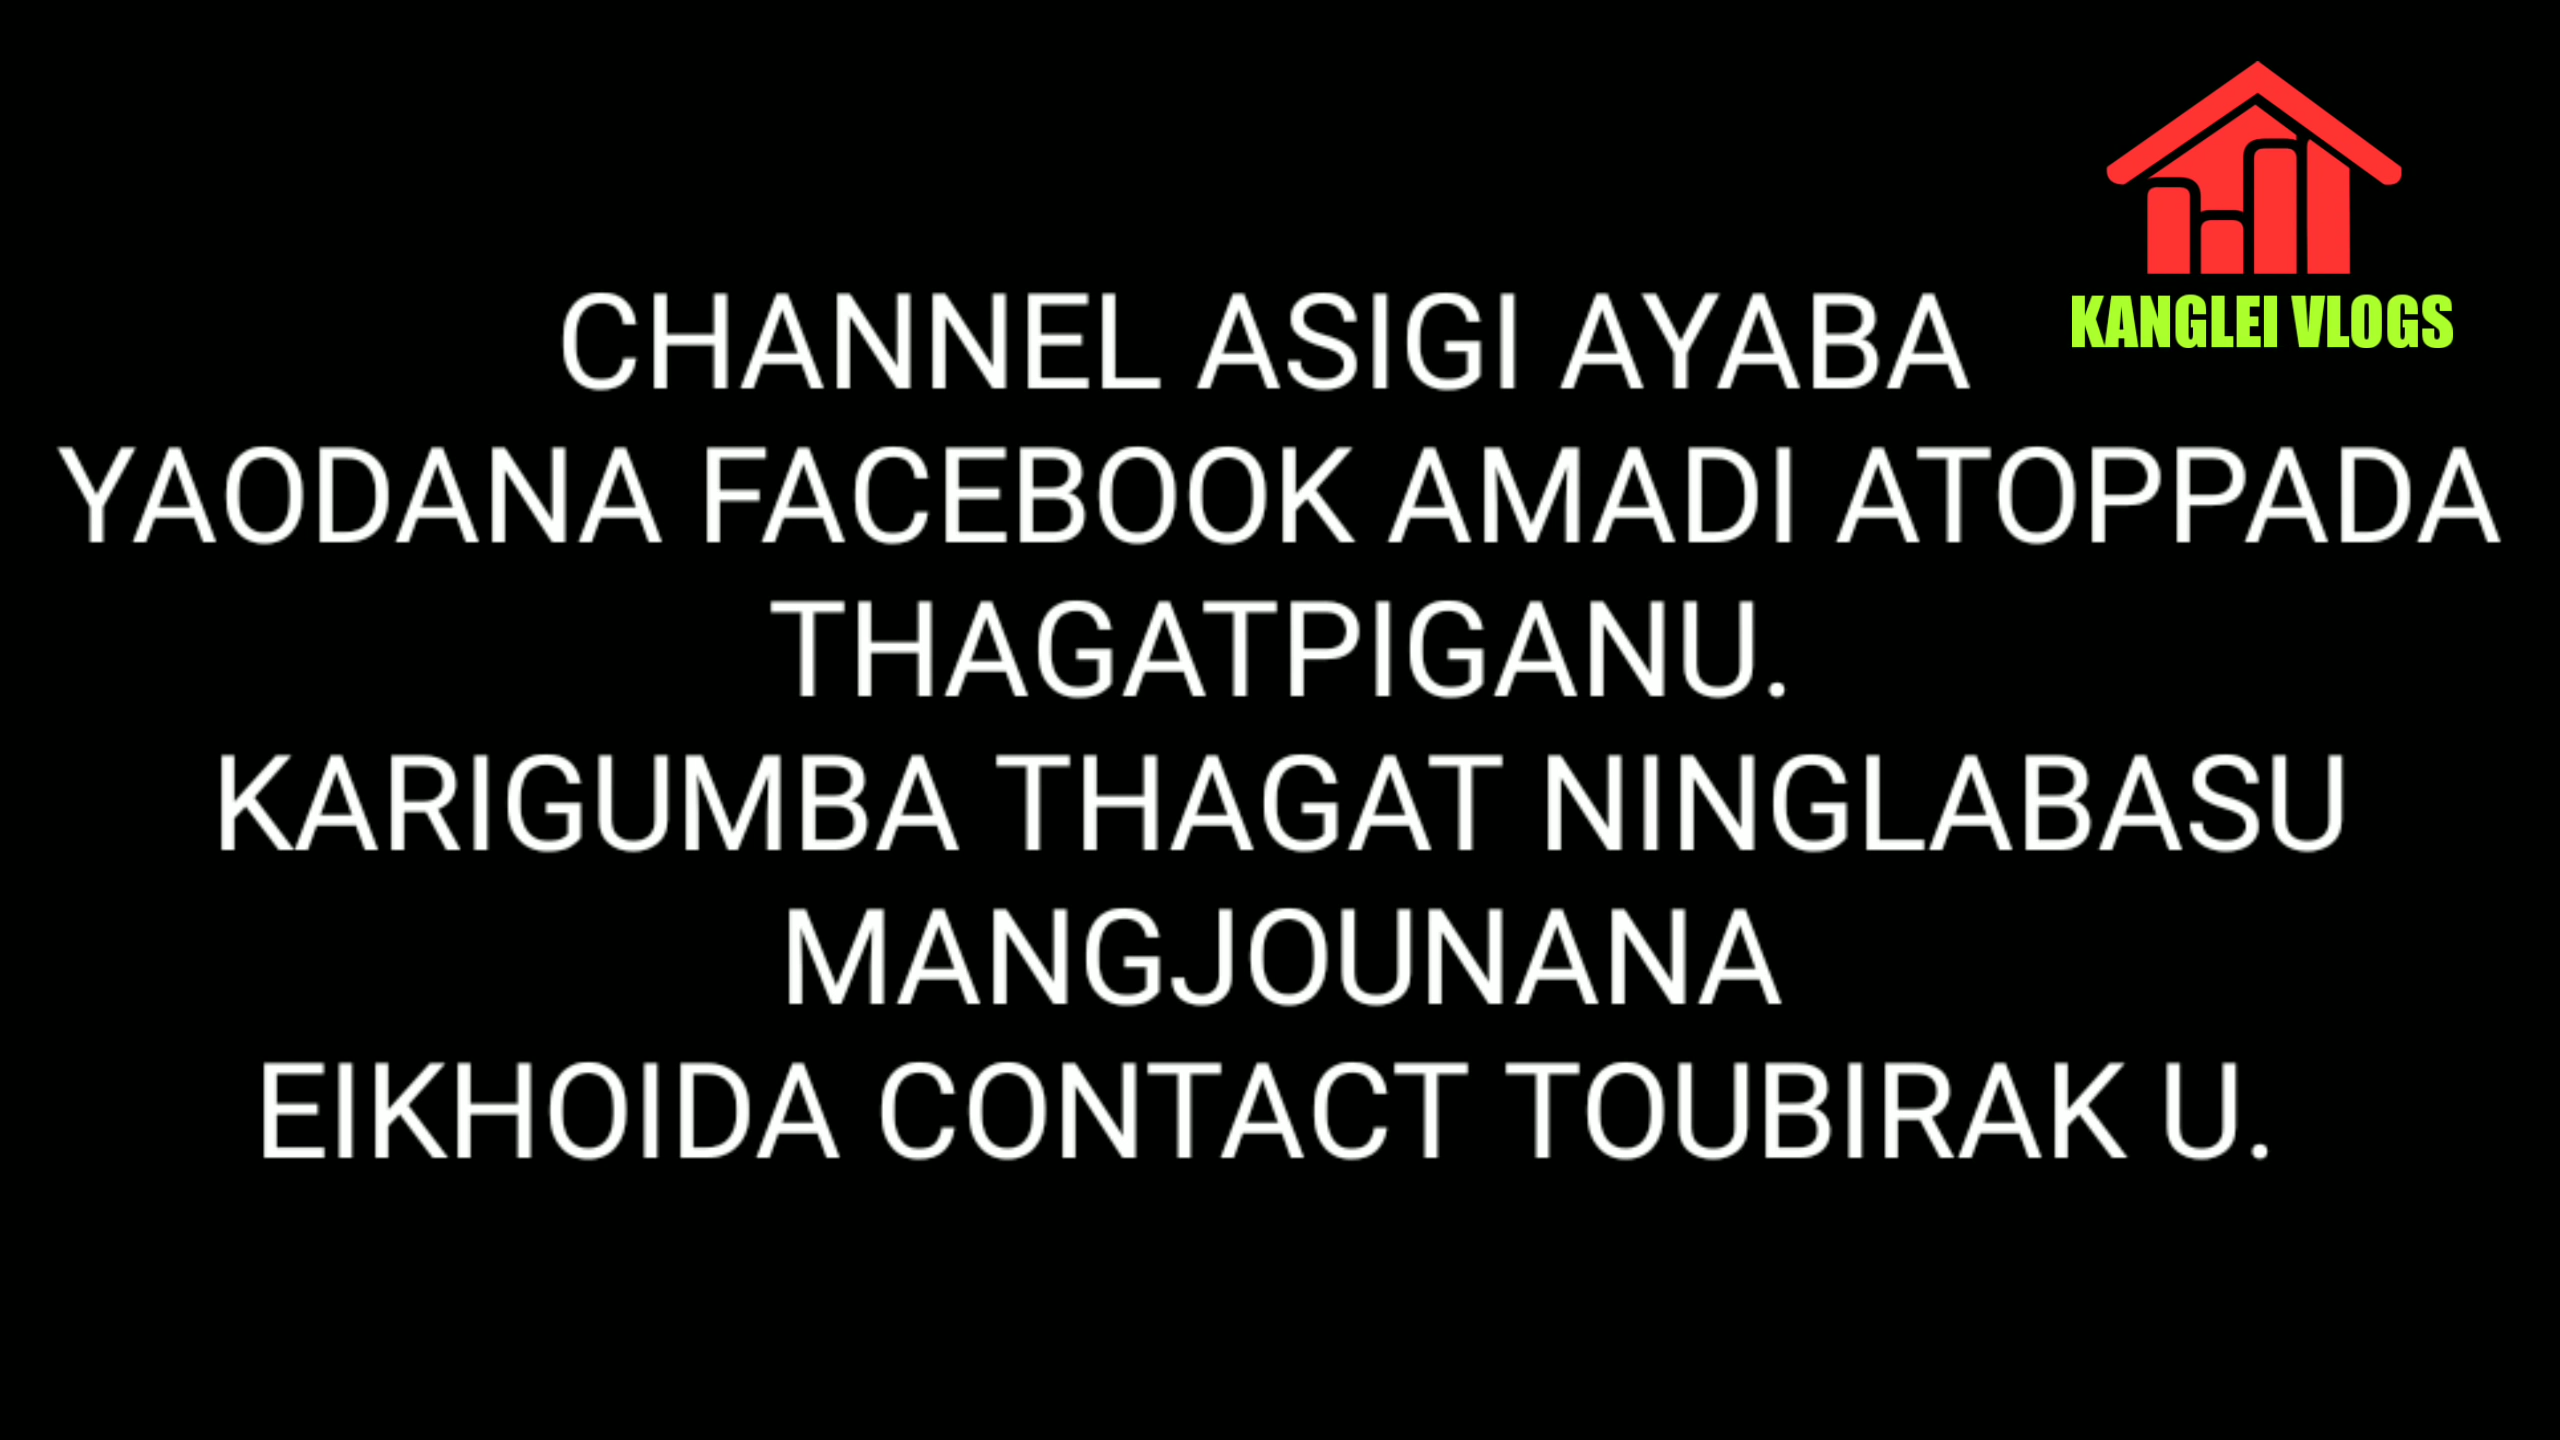 KANGLEI VLOGS
CHANNEL ASIGI AYABA
YAODANA FACEBOOK AMADI ATOPPADA
THAGATPIGANU.
KARIGUMBA THAGAT NINGLABASU
MANGJOUNANA
EIKHOIDA CONTACT TOUBIRAK U.